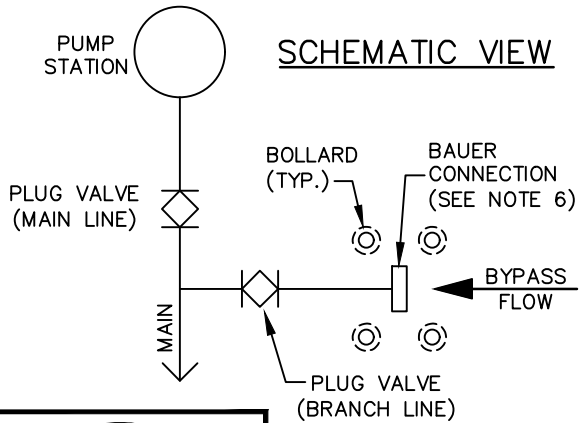 PUMP
STATION
SCHEMATIC VIEW
BOLLARD
(TYP.)
BAUER
CONNECTION
(SEE NOTE 6)
PLUG VALVE
(MAIN LINE)
BYPASS
FLOW
MAIN
PLUG VALVE
(BRANCH LINE)